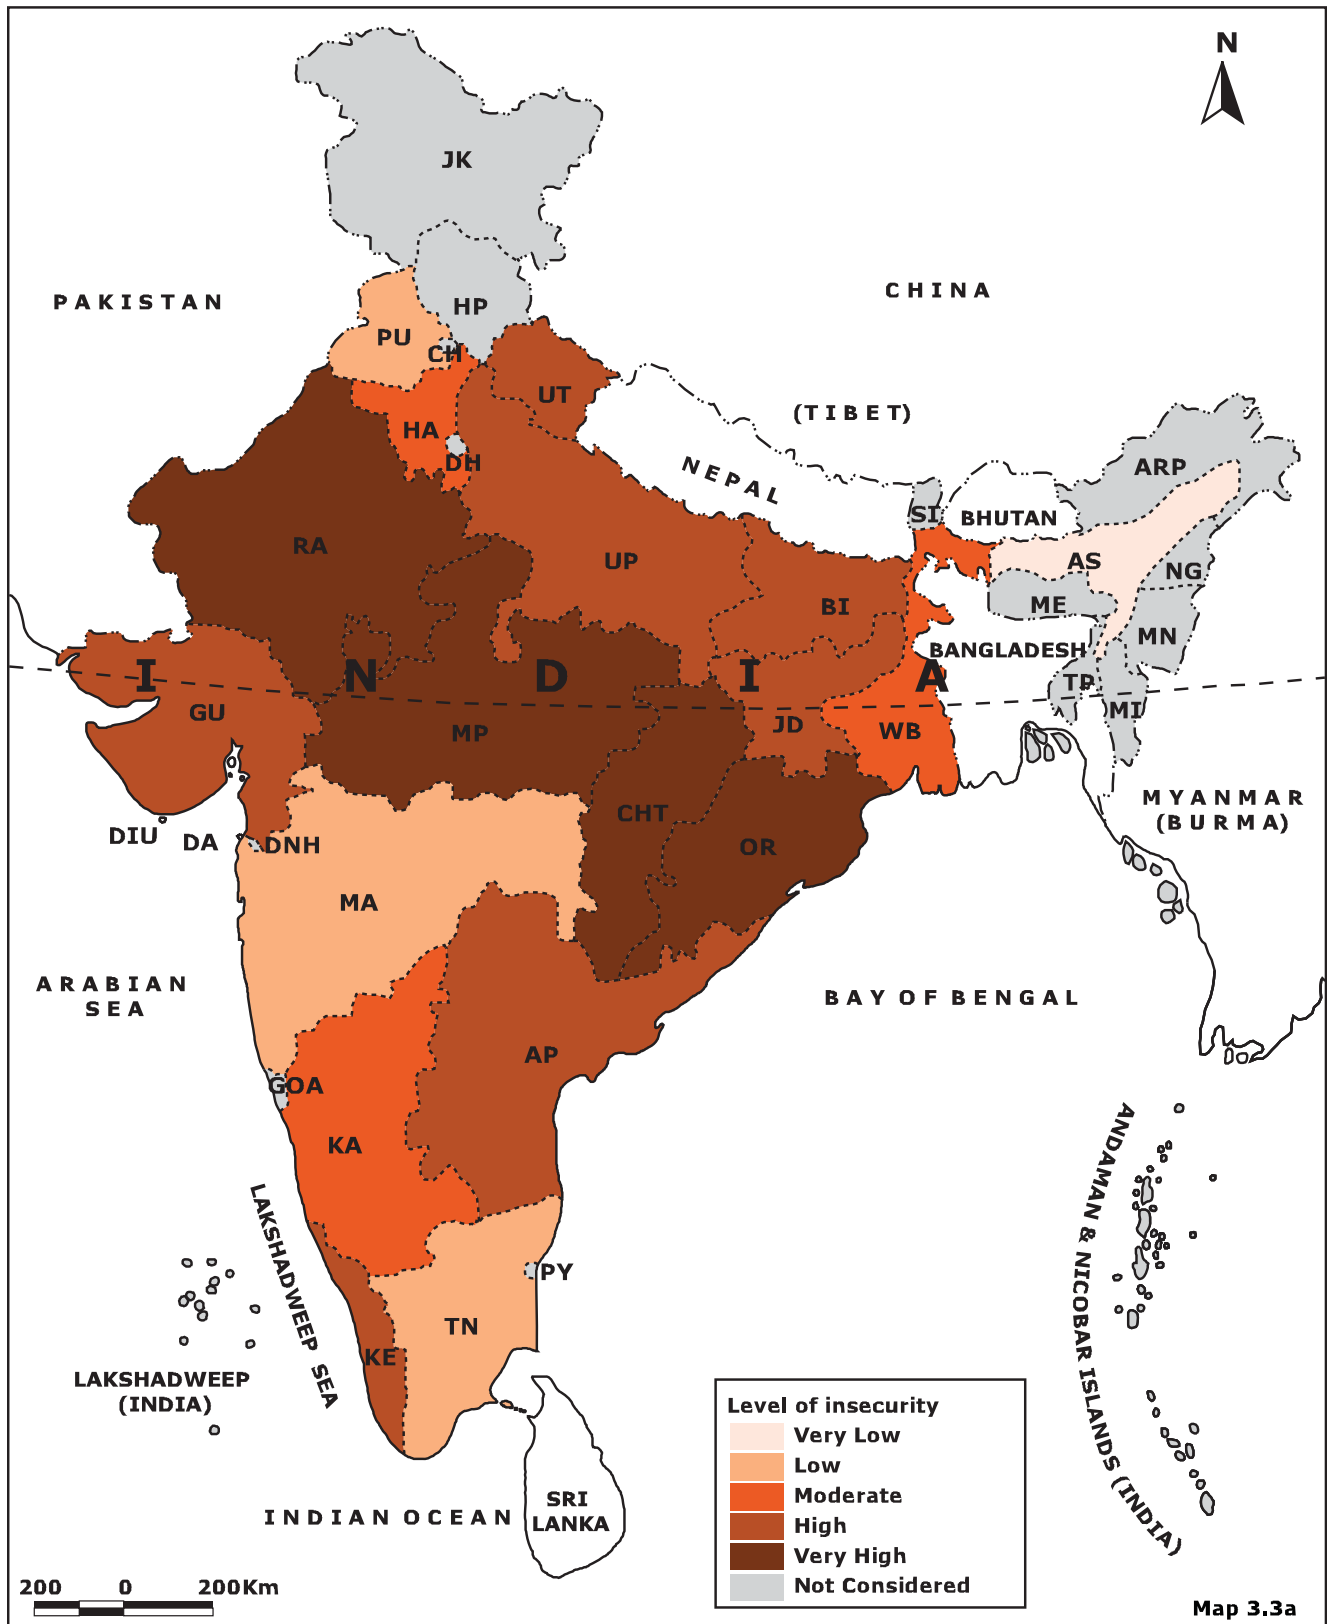 N
JK
PAKISTAN
HP
CHINA
PU
CH
UT
(TIBET)
HA
DH
NEPAL
ARP
SI
BHUTAN
RA
UP
AS
NG
BI
ME
MN
BANGLADESH
I N D I A
TP
GU
MP
JD
WB
MI
MYANMAR
(BURMA)
CHT
DIU
DA
DNH
OR
MA
ARABIAN
SEA
BAY OF BENGAL
AP
GOA
KA
ANDAMAN & NICOBAR ISLANDS (INDIA)
LAKSHADWEEP SEA
PY
TN
KE
LAKSHADWEEP
(INDIA)
Level of insecurity
Very Low
Low
Moderate
High
Very High
Not Considered
INDIAN OCEAN
SRI
LANKA
200 0 200Km
Map 3.3a